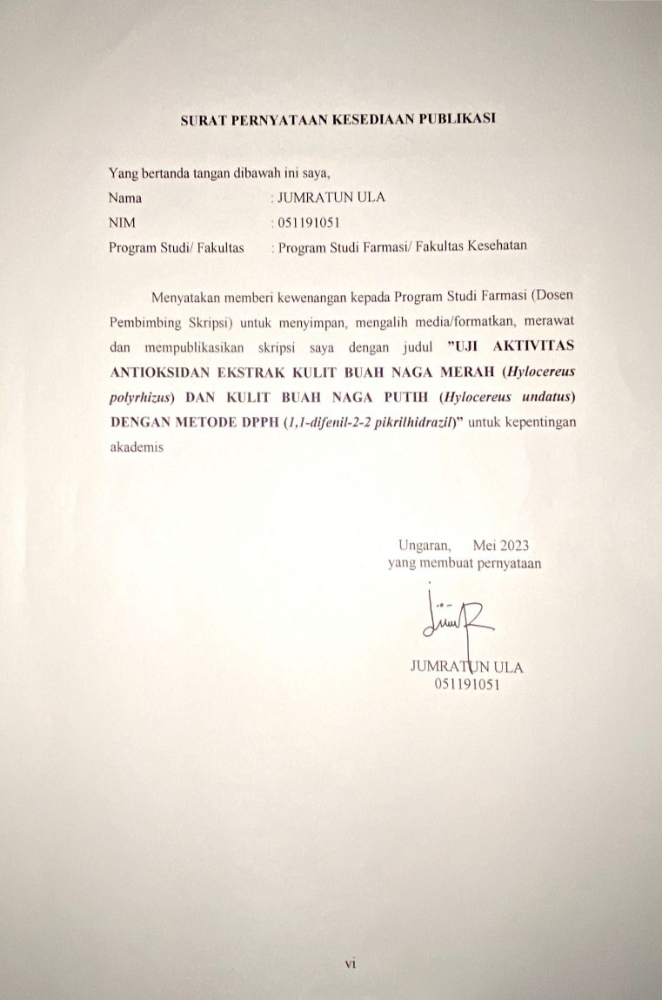 SURAT PERNYATAAN KESEDIAAN PUBLIKASI
Yang bertanda tangan dibawah ini saya,
Nama : JUMRATUN ULA
NIM : 051191051
Program Studi/ Fakultas : Program Studi Farmasi/ Fakultas Kesehatan
Menyatakan memberi kewenangan kepada Program Studi Farmasi (Dosen
Pembimbing Skripsi) untuk menyimpan, mengalih media/formatkan, merawat
dan mempublikasikan skripsi saya dengan judul ”UJI AKTIVITAS
ANTIOKSIDAN EKSTRAK KULIT BUAH NAGA MERAH (Hylocereus
polyrhizus) DAN KULIT BUAH NAGA PUTIH (Hylocereus undatus)
DENGAN METODE DPPH (1,1-difenil-2-2 pikrilhidrazil)” untuk kepentingan
akademis
Ungaran, Mei 2023
yang membuat pernyataan
JUMRATUN ULA
051191051
vi